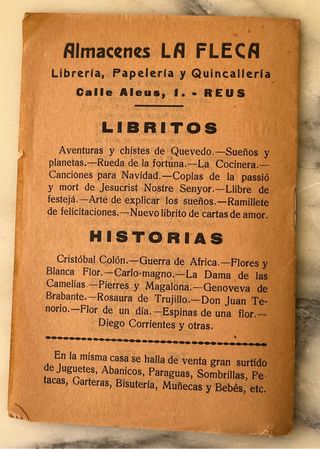 Almacenes LA FLECA
Librería, Papelería y Quincallería
Calle Aleus, 1. - REUS
LIBRITOS
Aventuras y chistes de Quevedo.—Sueños y
planetas.—Rueda de la fortuna.—La Cocinera.—
Canciones para Navidad.—Coplas de la passió
y mort de Jesucrist Nostre Senyor.—Llibre de
festejá.—Arte de explicar los sueños.—Ramillete
de felicitaciones.—Nuevo librito de cartas de amor.
HISTORIAS
Cristóbal Colón.—Guerra de Africa.—Flores y
Blanca Flor.—Carlo-magno.—La Dama de las
Camelias.—Pierres y Magalona.—Genoveva de
Brabante.—Rosaura de Trujillo.—Don Juan Te-
norio.—Flor de un día.—Espinas de una flor.—
Diego Corrientes y otras.
En la misma casa se halla de venta gran surtido
de Juguetes, Abanicos, Paraguas, Sombrillas, Pe-
tacas, Garteras, Bisutería, Muñecas y Bebés, etc.